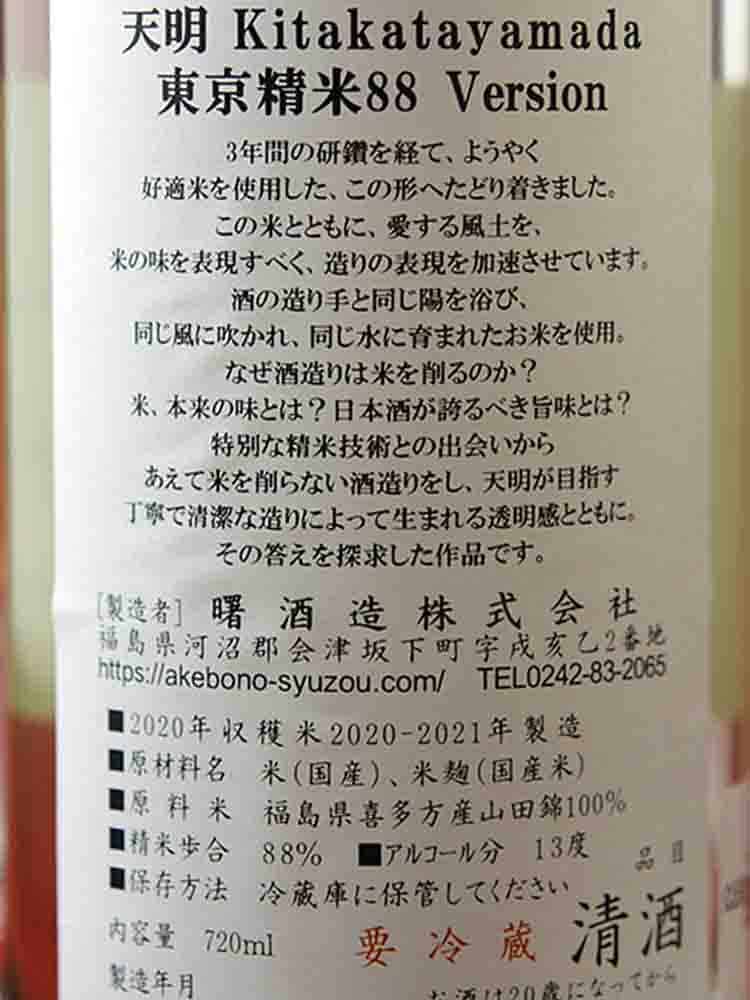 天明 Kitakatayamada
東京精米88 Version
3年間の研鑽を経て、ようやく
好適米を使用した、この形へたどり着きました。
この米とともに、愛する風土を、
米の味を表現すべく、造りの表現を加速させています。
酒の造り手と同じ陽を浴び、
同じ風に吹かれ、同じ水に育まれたお米を使用。
なぜ酒造りは米を削るのか？
米、本来の味とは？日本酒が誇るべき旨味とは？
特別な精米技術との出会いから
あえて米を削らない酒造りをし、天明が目指す
丁寧で清潔な造りによって生まれる透明感とともに。
その答えを探求した作品です。
[製造者] 曙酒造株式会社
福島県河沼郡会津坂下町字戌亥乙2番地
https://akebono-syuzou.com/ TEL0242-83-2065
■2020年収穫米2020-2021年製造
■原材料名 米(国産)、米麹(国産米)
■原料米 福島県喜多方産山田錦100%
■精米歩合 88% ■アルコール分 13度
■保存方法 冷蔵庫に保管してください
品目
内容量 720ml 要冷蔵 清酒
製造年月
お酒は20歳になってから